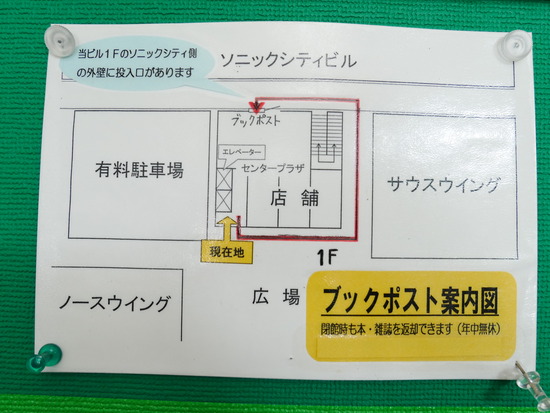 当ビル１Ｆのソニックシティ側
の外壁に投入口があります
ソニックシティビル
ブックポスト
エレベーター
センタープラザ
有料駐車場
店舗
サウスウイング
現在地
1F
ノースウイング
広場
ブックポスト案内図
閉館時も本・雑誌を返却できます（年中無休）